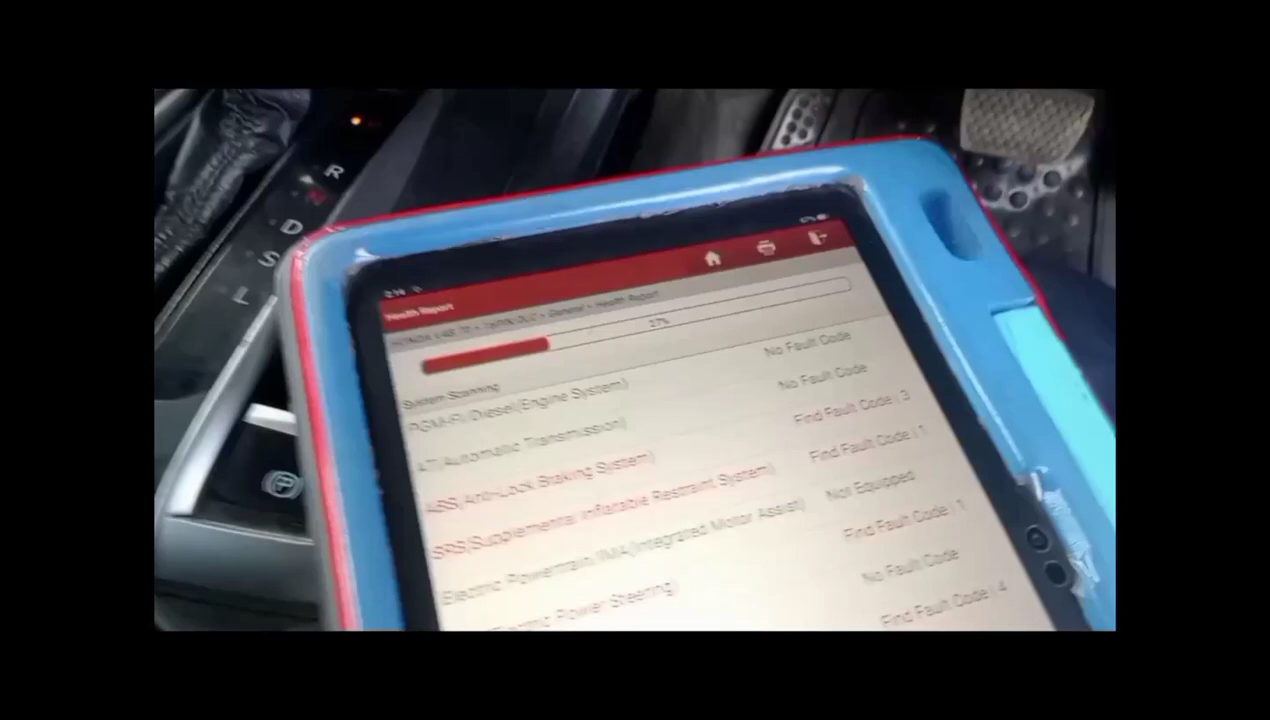 2:14
Health Report
27%
System Scanning
PGM-FI/Diesel(Engine System) No Fault Code
AT(Automatic Transmission) No Fault Code
ABS(Anti-Lock Braking System) Find Fault Code | 3
SRS(Supplemental Inflatable Restraint System) Find Fault Code | 1
Electric Powertrain IMA(Integrated Motor Assist) Not Equipped
Electric Power Steering) Find Fault Code | 1
No Fault Code
Find Fault Code | 4
R
N
D
S
L
P